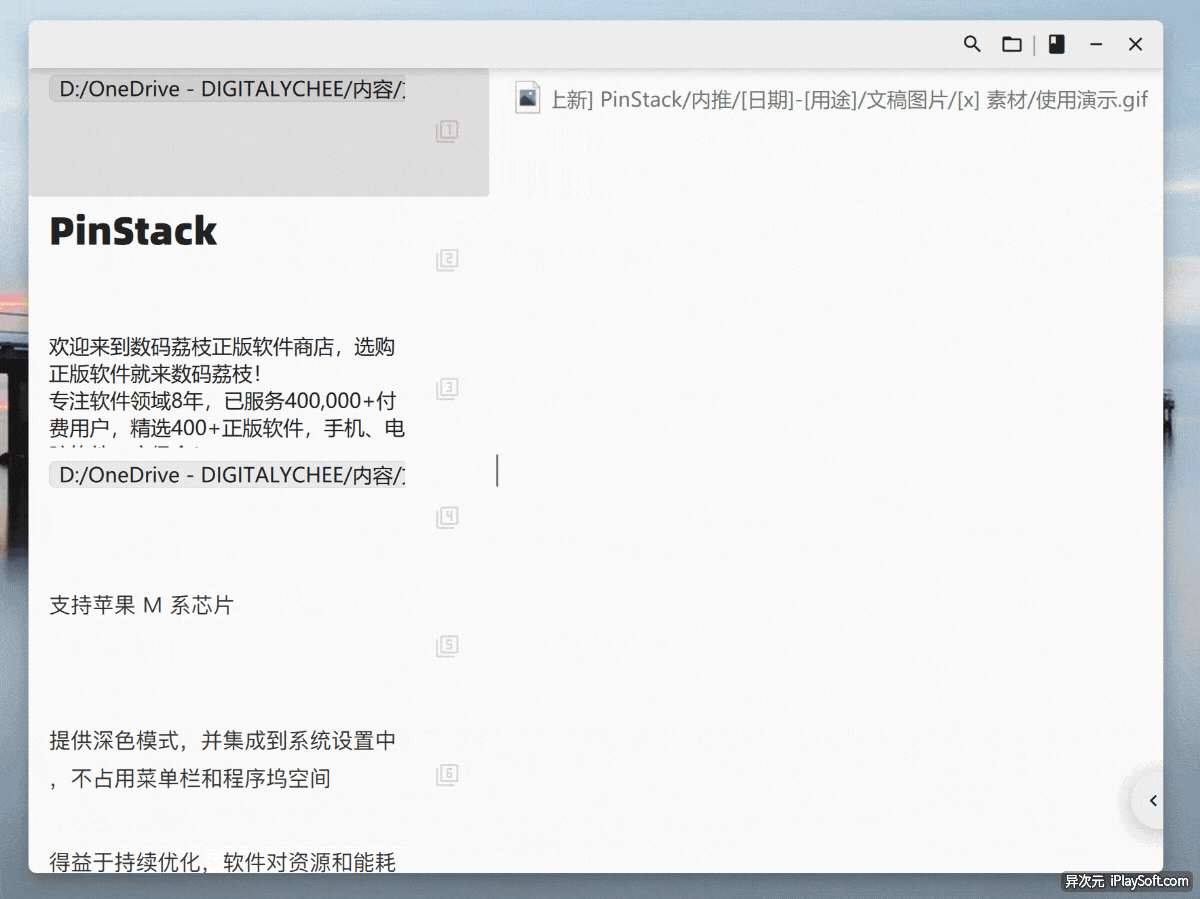 D:/OneDrive - DIGITALYCHEE/内容/
1
上新] PinStack/内推/[日期]-[用途]/文稿图片/[x] 素材/使用演示.gif
PinStack
2
欢迎来到数码荔枝正版软件商店，选购
正版软件就来数码荔枝！
专注软件领域8年，已服务400,000+付
费用户，精选400+正版软件，手机、电
3
D:/OneDrive - DIGITALYCHEE/内容/
4
支持苹果 M 系芯片
5
提供深色模式，并集成到系统设置中
，不占用菜单栏和程序坞空间
6
得益于持续优化，软件对资源和能耗
异次元 iPlaySoft.com